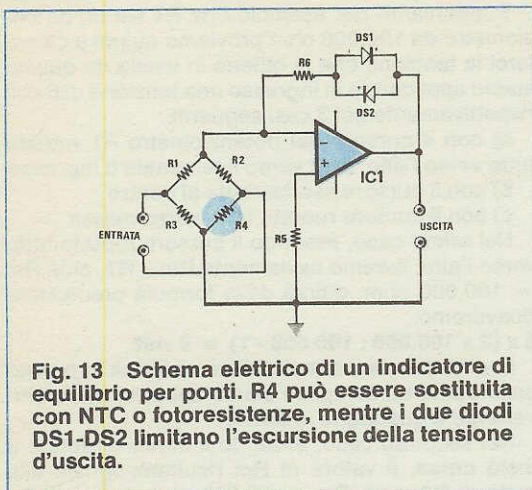 DS1
R6
DS2
R1
R2
IC1
R3
R4
ENTRATA
R5
USCITA
Fig. 13 Schema elettrico di un indicatore di
equilibrio per ponti. R4 può essere sostituita
con NTC o fotoresistenze, mentre i due diodi
DS1-DS2 limitano l'escursione della tensione
d'uscita.